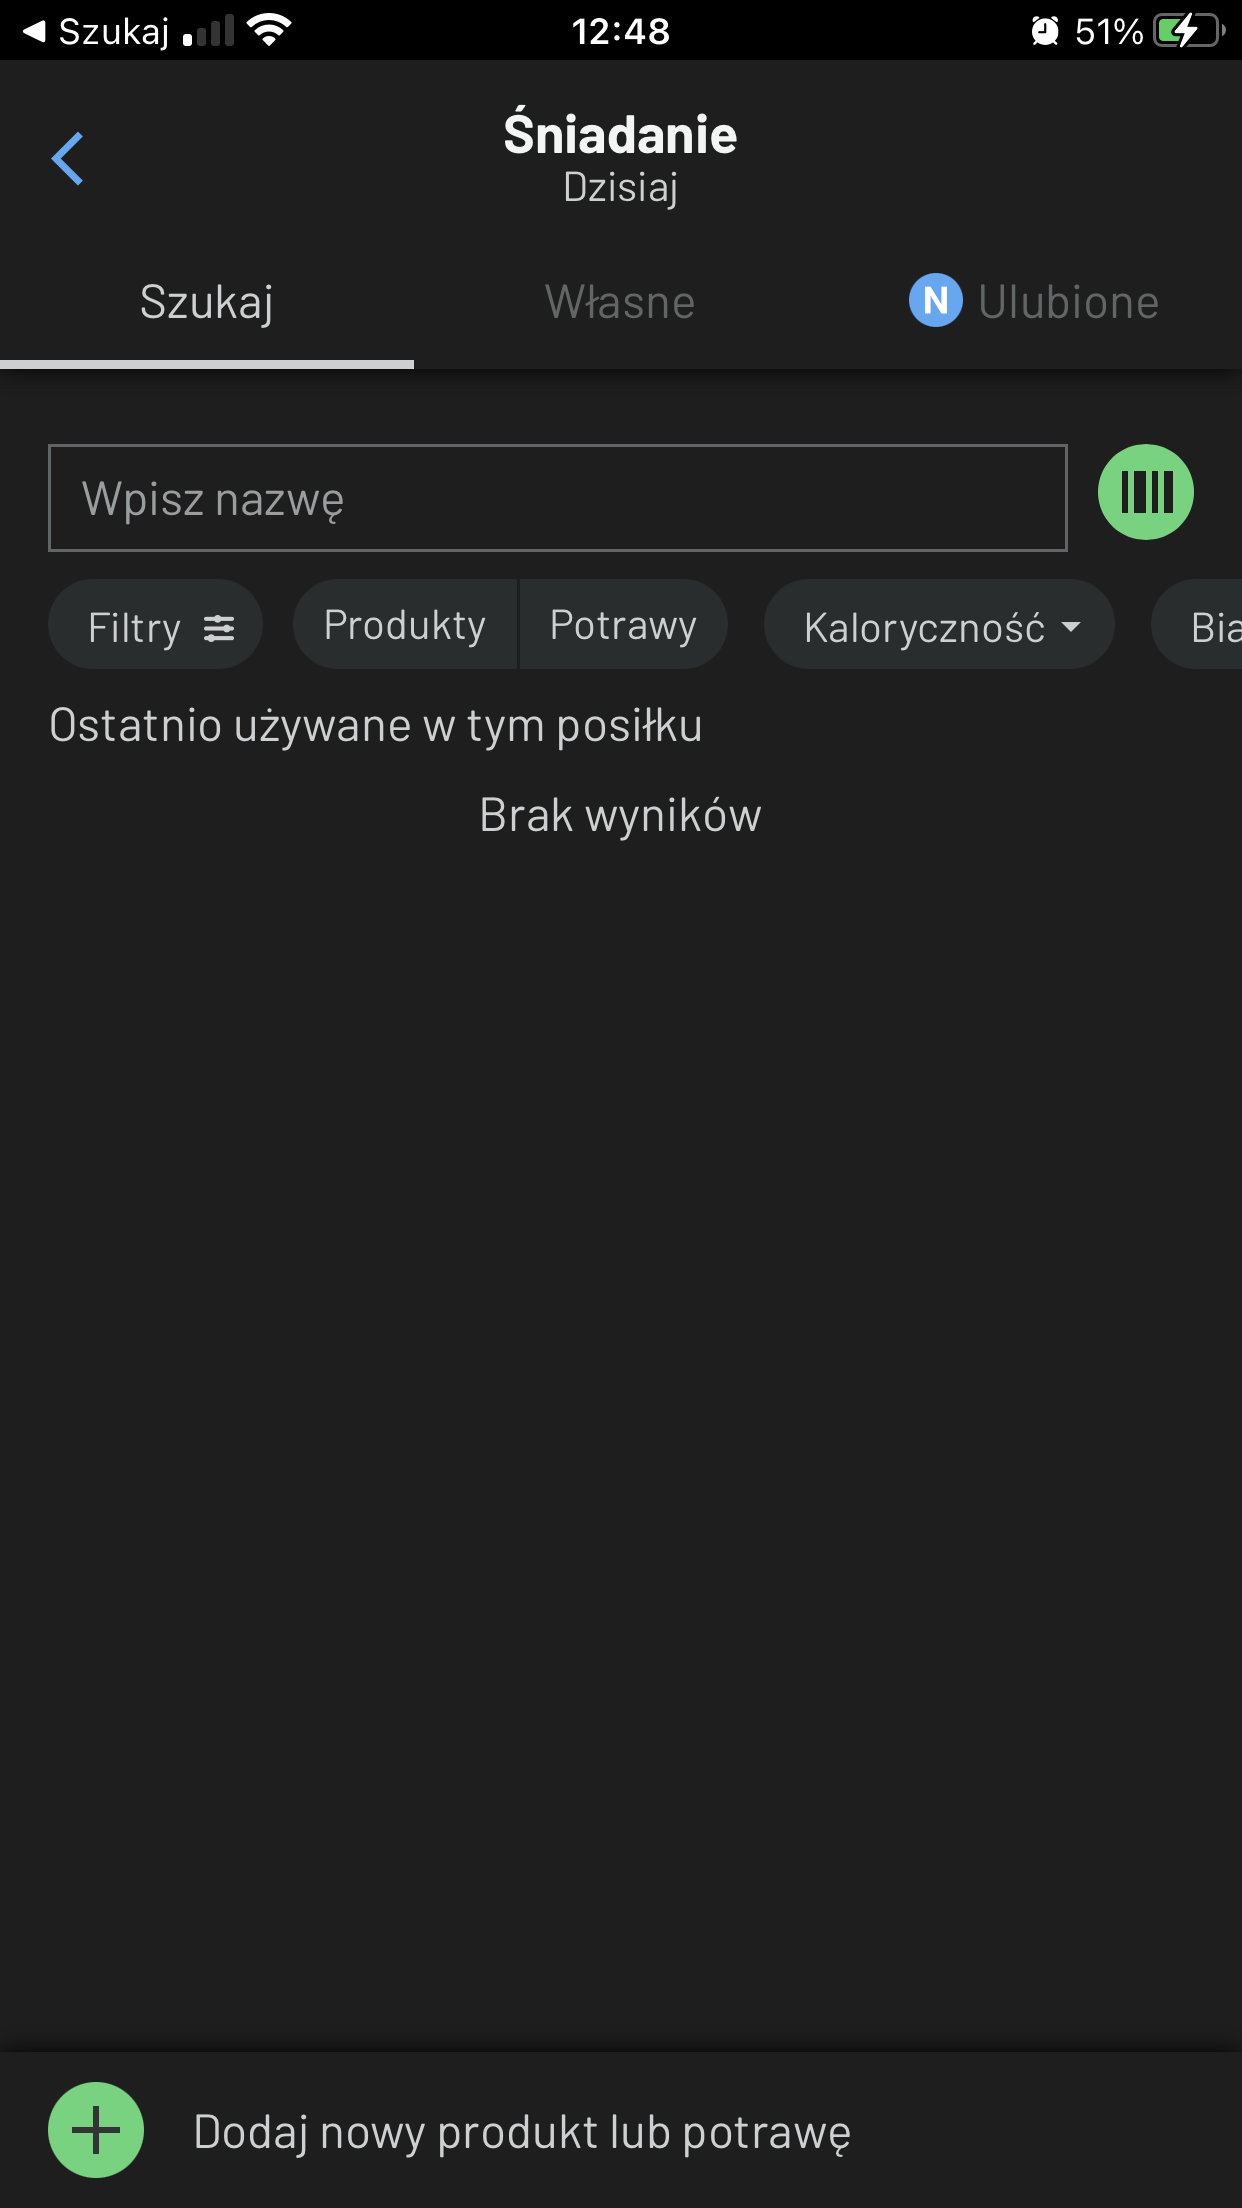 Szukaj
12:48
51%
Śniadanie
Dzisiaj
Szukaj
Własne
N Ulubione
Wpisz nazwę
Filtry
Produkty
Potrawy
Kaloryczność
Bia
Ostatnio używane w tym posiłku
Brak wyników
Dodaj nowy produkt lub potrawę